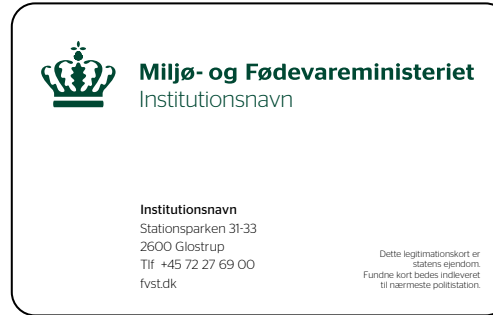 Miljø- og Fødevareministeriet
Institutionsnavn
Institutionsnavn
Stationsparken 31-33
2600 Glostrup
Tlf +45 72 27 69 00
fvst.dk
Dette legitimationskort er
statens ejendom.
Fundne kort bedes indleveret
til nærmeste politistation.